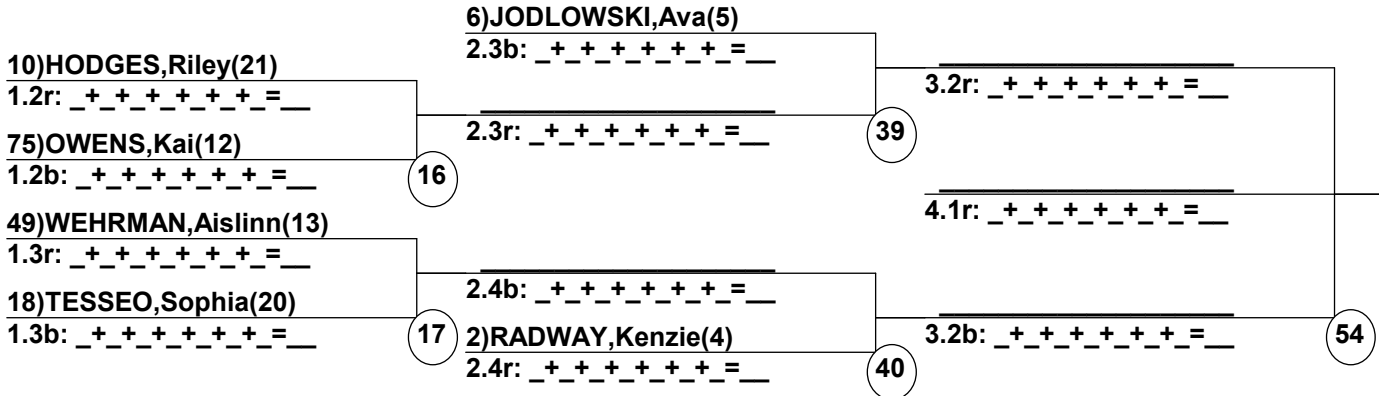 10)HODGES,Riley(21)
1.2r: _+_+_+_+_+_+_=__
75)OWENS,Kai(12)
1.2b: _+_+_+_+_+_+_=__
16
49)WEHRMAN,Aislinn(13)
1.3r: _+_+_+_+_+_+_=__
18)TESSEO,Sophia(20)
1.3b: _+_+_+_+_+_+_=__
17
6)JODLOWSKI,Ava(5)
2.3b: _+_+_+_+_+_+_=__
2.3r: _+_+_+_+_+_+_=__
39
2.4b: _+_+_+_+_+_+_=__
2)RADWAY,Kenzie(4)
2.4r: _+_+_+_+_+_+_=__
40
3.2r: _+_+_+_+_+_+_=__
3.2b: _+_+_+_+_+_+_=__
54
4.1r: _+_+_+_+_+_+_=__